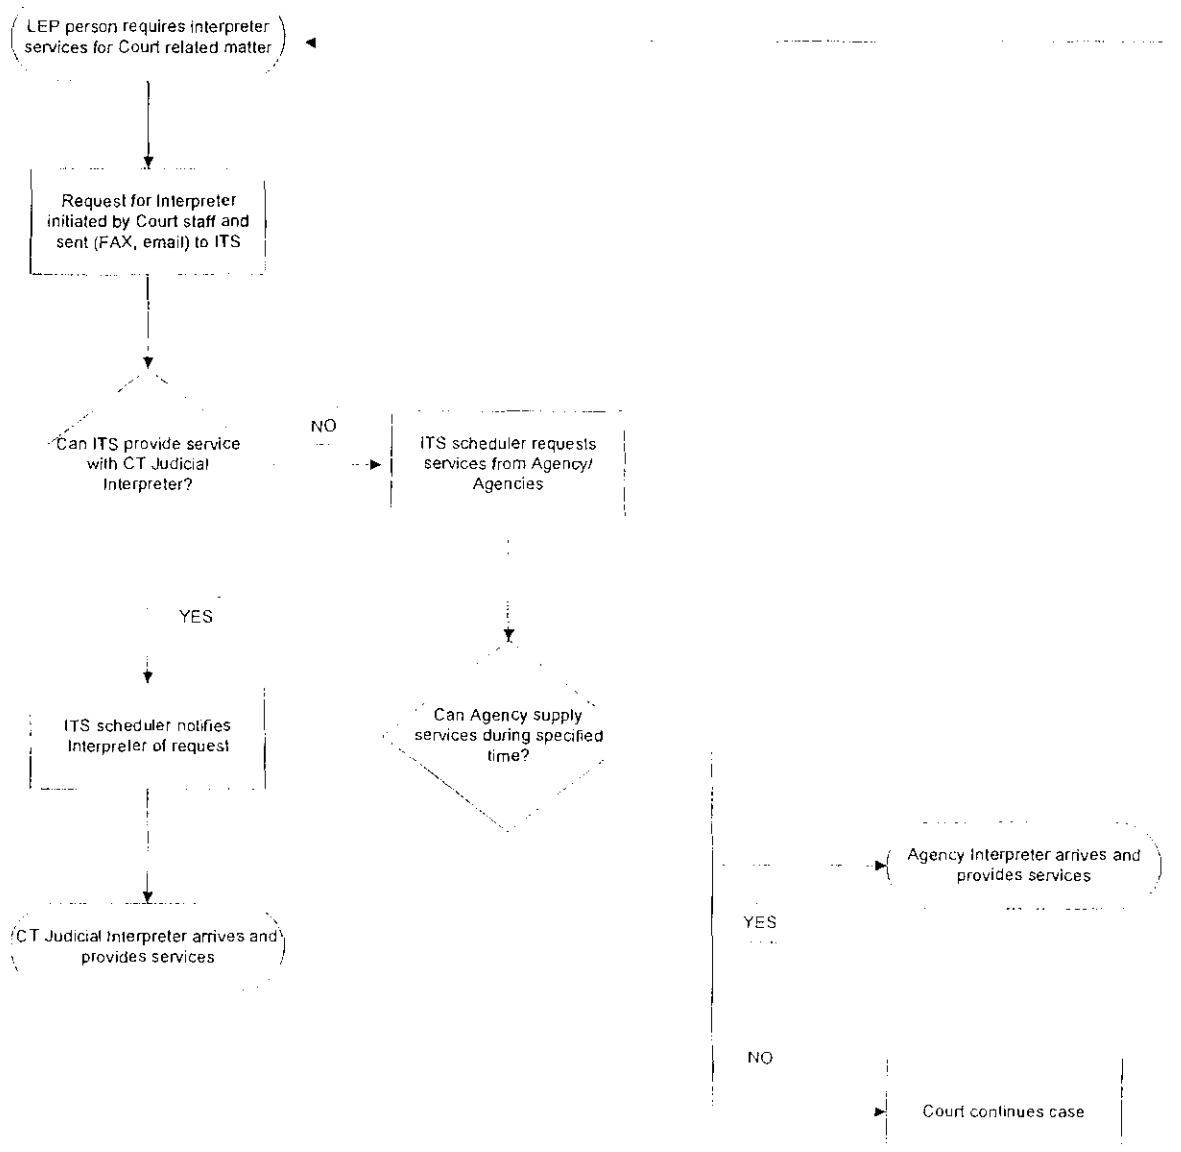 LEP person requires interpreter
services for Court related matter
Request for Interpreter
initiated by Court staff and
sent (FAX, email) to ITS
Can ITS provide service
with CT Judicial
Interpreter?
NO
ITS scheduler requests
services from Agency/
Agencies
YES
ITS scheduler notifies
Interpreter of request
Can Agency supply
services during specified
time?
CT Judicial Interpreter arrives and
provides services
Agency Interpreter arrives and
provides services
YES
NO
Court continues case